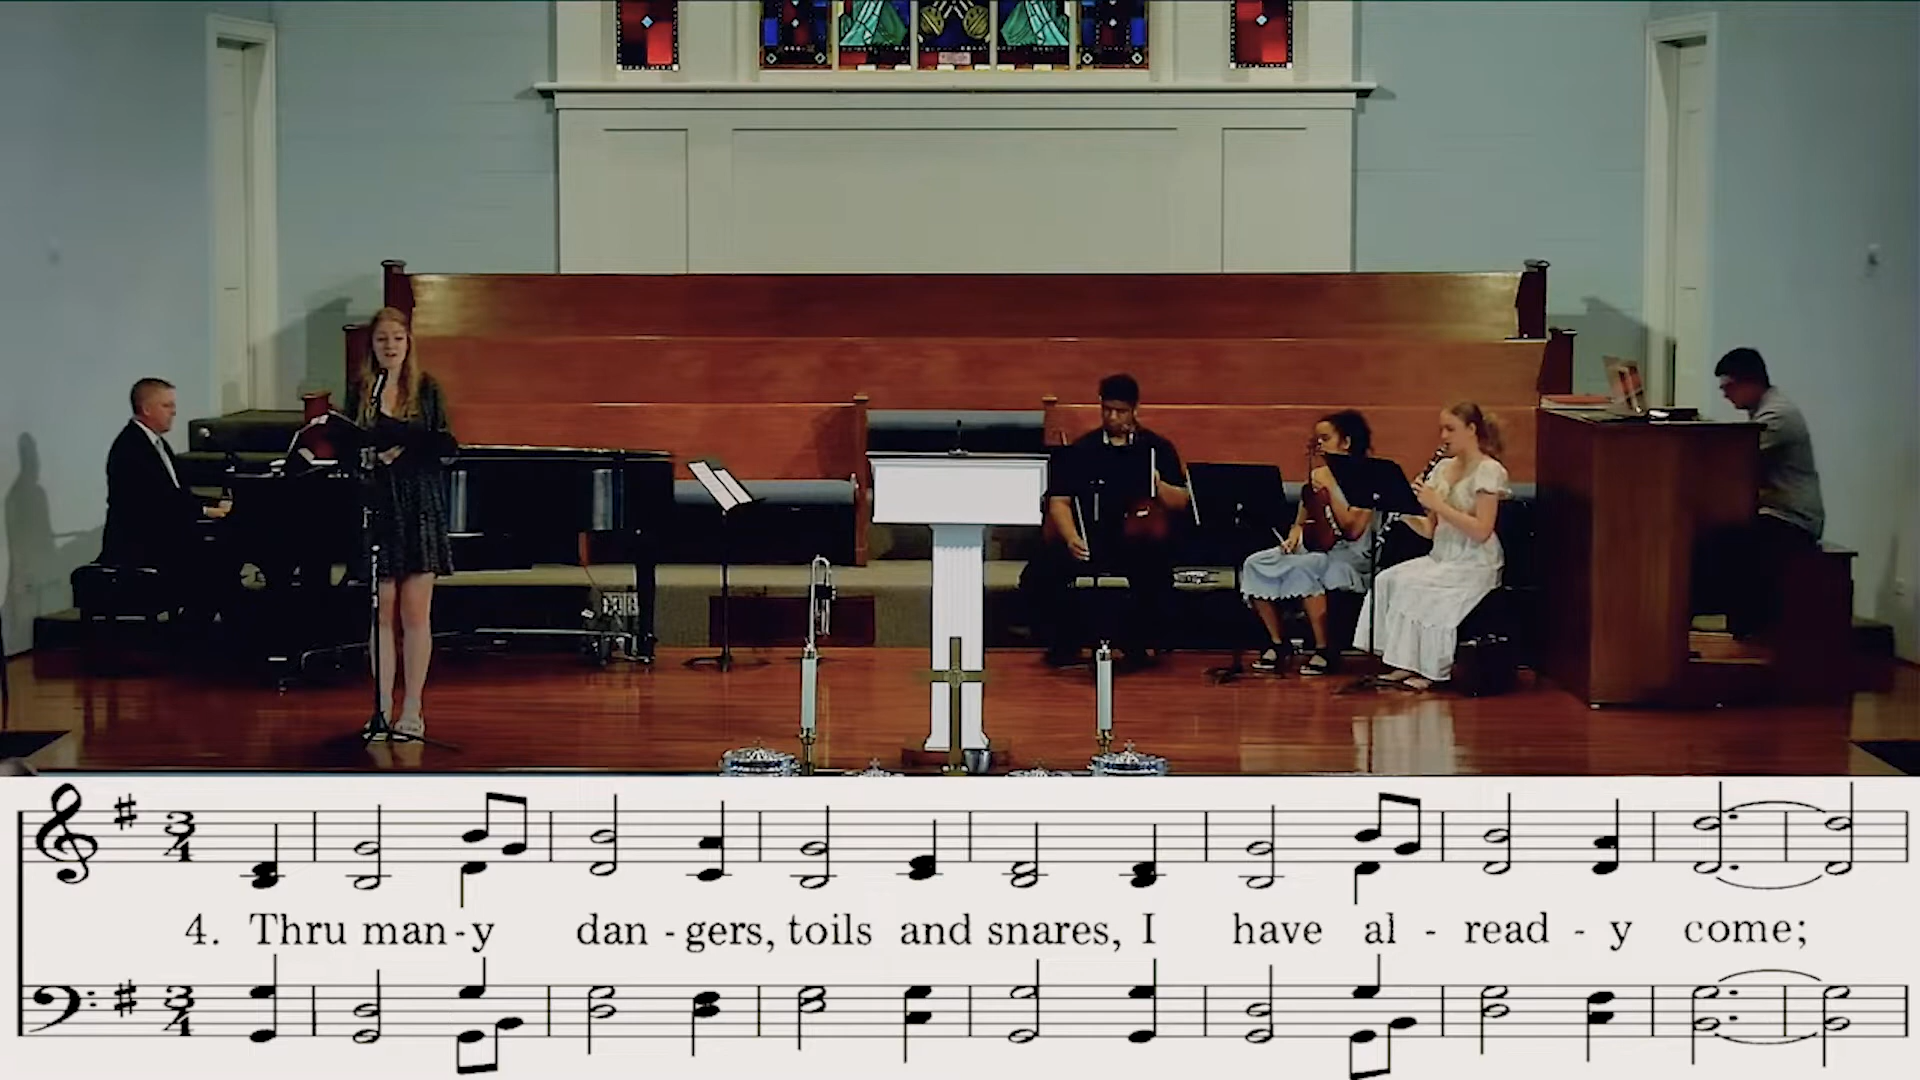 4. Thru man-y dan-gers, toils and snares, I have al-read-y come;